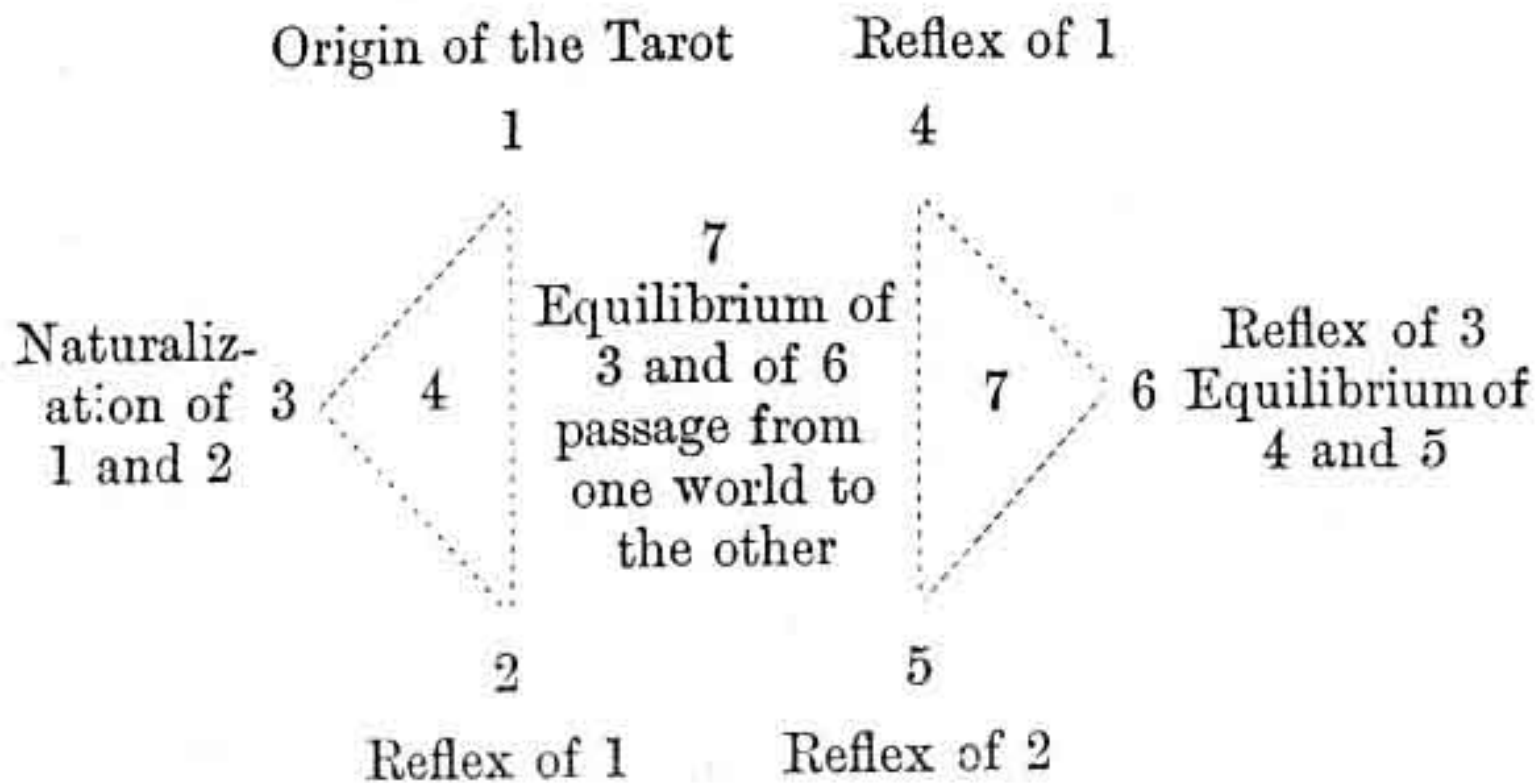 Origin of the Tarot Reflex of 1
1 4
7
Equilibrium of
3 and of 6
passage from
one world to
the other
Naturaliz-
ation of
1 and 2
3
4
7
6
Reflex of 3
Equilibrium of
4 and 5
2 5
Reflex of 1 Reflex of 2